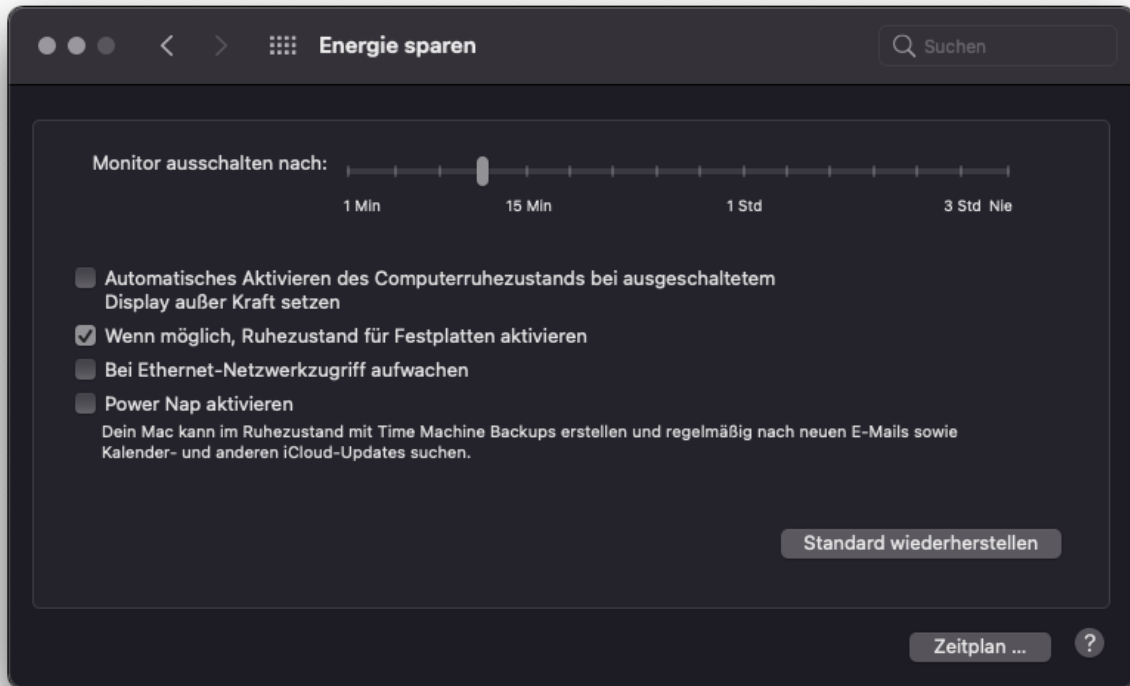 Energie sparen
Suchen
Monitor ausschalten nach:
1 Min 15 Min 1 Std 3 Std Nie
Automatisches Aktivieren des Computerruhezustands bei ausgeschaltetem
Display außer Kraft setzen
Wenn möglich, Ruhezustand für Festplatten aktivieren
Bei Ethernet-Netzwerkzugriff aufwachen
Power Nap aktivieren
Dein Mac kann im Ruhezustand mit Time Machine Backups erstellen und regelmäßig nach neuen E-Mails sowie
Kalender- und anderen iCloud-Updates suchen.
Standard wiederherstellen
Zeitplan ...
?